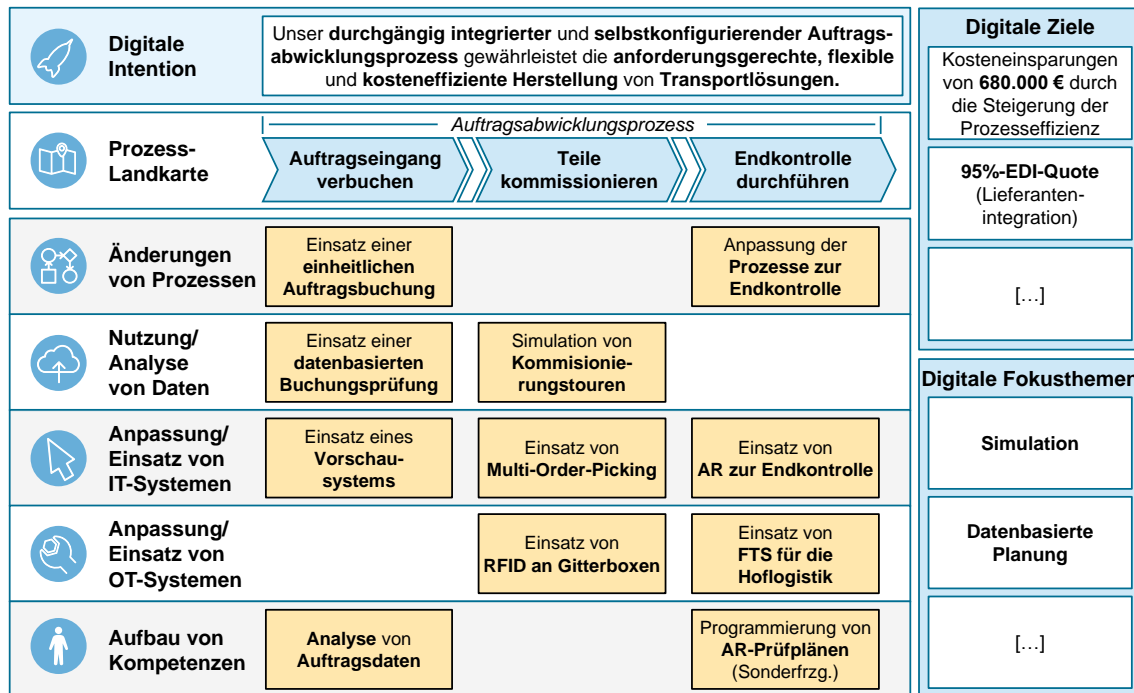 Digitale
Intention
Unser durchgängig integrierter und selbstkonfigurierender Auftrags-
abwicklungsprozess gewährleistet die anforderungsgerechte, flexible
und kosteneffiziente Herstellung von Transportlösungen.
Prozess-
Landkarte
Auftragsabwicklungsprozess
Auftragseingang
verbuchen
Teile
kommissionieren
Endkontrolle
durchführen
Änderungen
von Prozessen
Einsatz einer
einheitlichen
Auftragsbuchung
Anpassung der
Prozesse zur
Endkontrolle
Nutzung/
Analyse
von Daten
Einsatz einer
datenbasierten
Buchungsprüfung
Simulation von
Kommisionie-
rungstouren
Anpassung/
Einsatz von
IT-Systemen
Einsatz eines
Vorschau-
systems
Einsatz von
Multi-Order-Picking
Einsatz von
AR zur Endkontrolle
Anpassung/
Einsatz von
OT-Systemen
Einsatz von
RFID an Gitterboxen
Einsatz von
FTS für die
Hoflogistik
Aufbau von
Kompetenzen
Analyse von
Auftragsdaten
Programmierung von
AR-Prüfplänen
(Sonderfrzg.)
Digitale Ziele
Kosteneinsparungen
von 680.000 € durch
die Steigerung der
Prozesseffizienz
95%-EDI-Quote
(Lieferanten-
integration)
[…]
Digitale Fokusthemen
Simulation
Datenbasierte
Planung
[…]